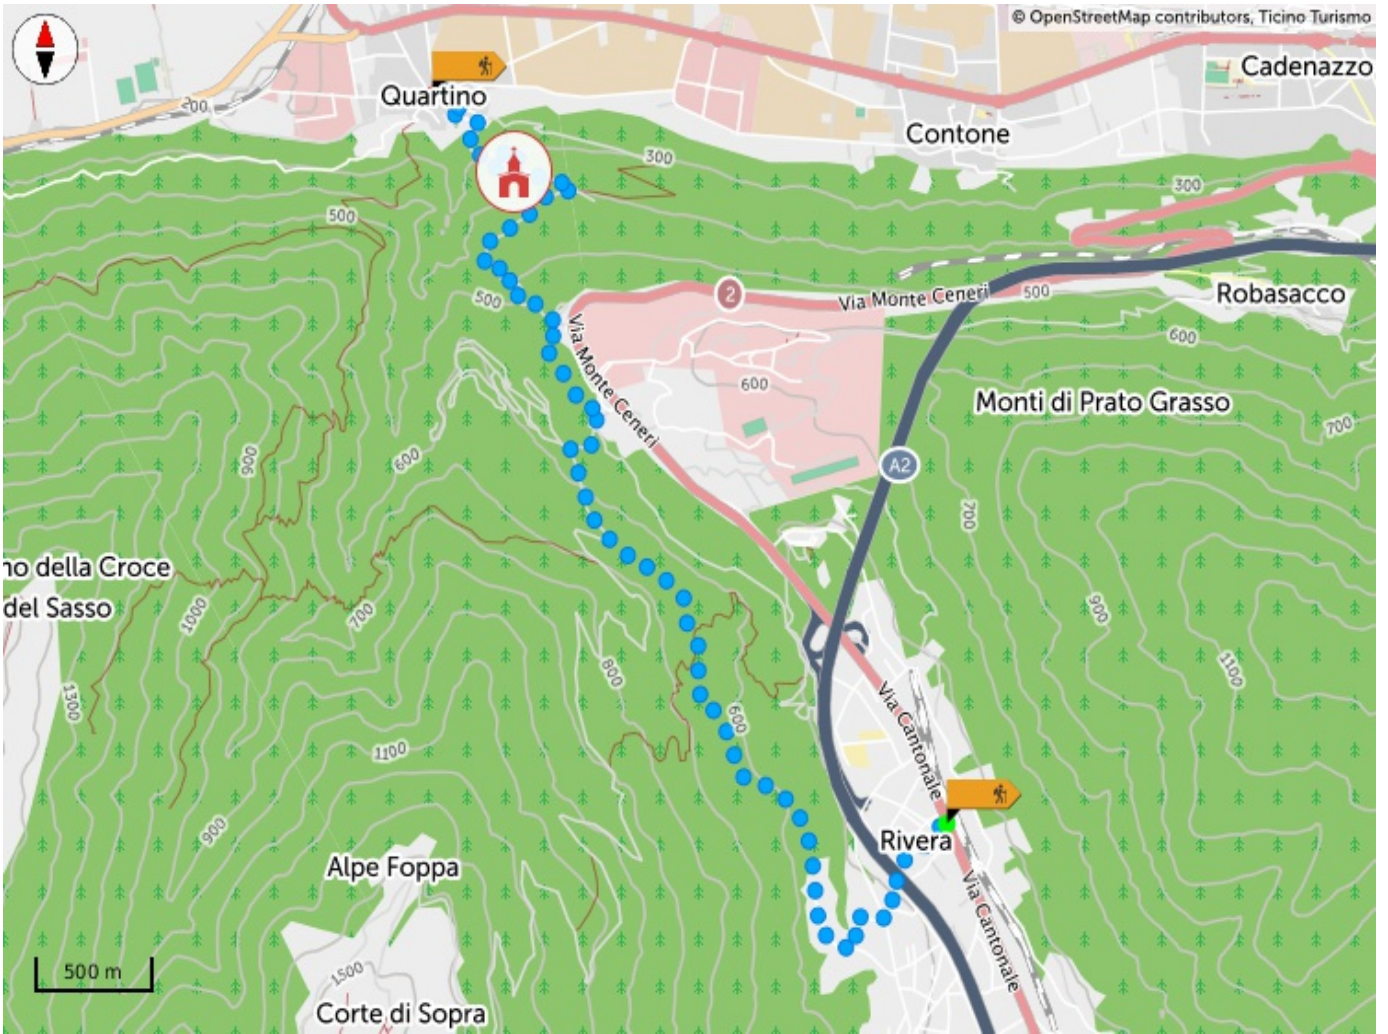 © OpenStreetMap contributors, Ticino Turismo
Cadenazzo
Quartino
200
Contone
300
300
500
2
Via Monte Ceneri
500
Robasacco
500
600
Via Monte Ceneri
600
Monti di Prato Grasso
700
900
600
A2
700
no della Croce
del Sasso
1000
700
900
800
1100
1300
600
Via Cantonale
1100
900
Rivera
Alpe Foppa
Via Cantonale
500 m
1500
Corte di Sopra